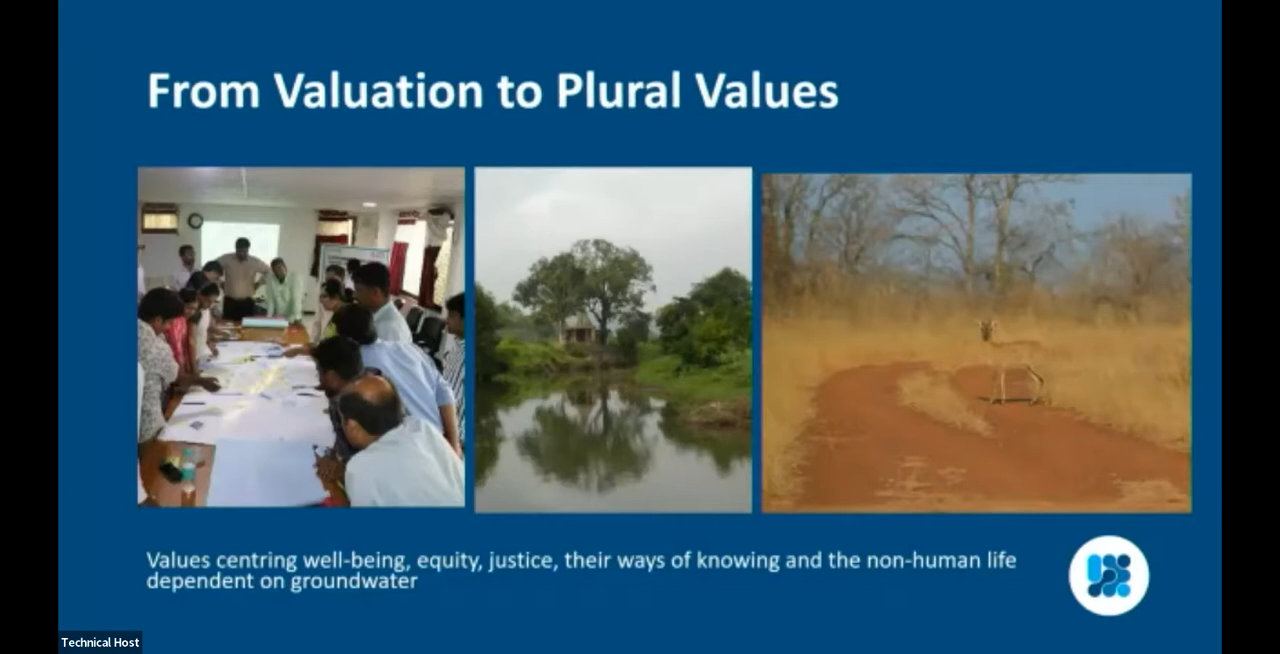 From Valuation to Plural Values
Values centring well-being, equity, justice, their ways of knowing and the non-human life
dependent on groundwater
Technical Host